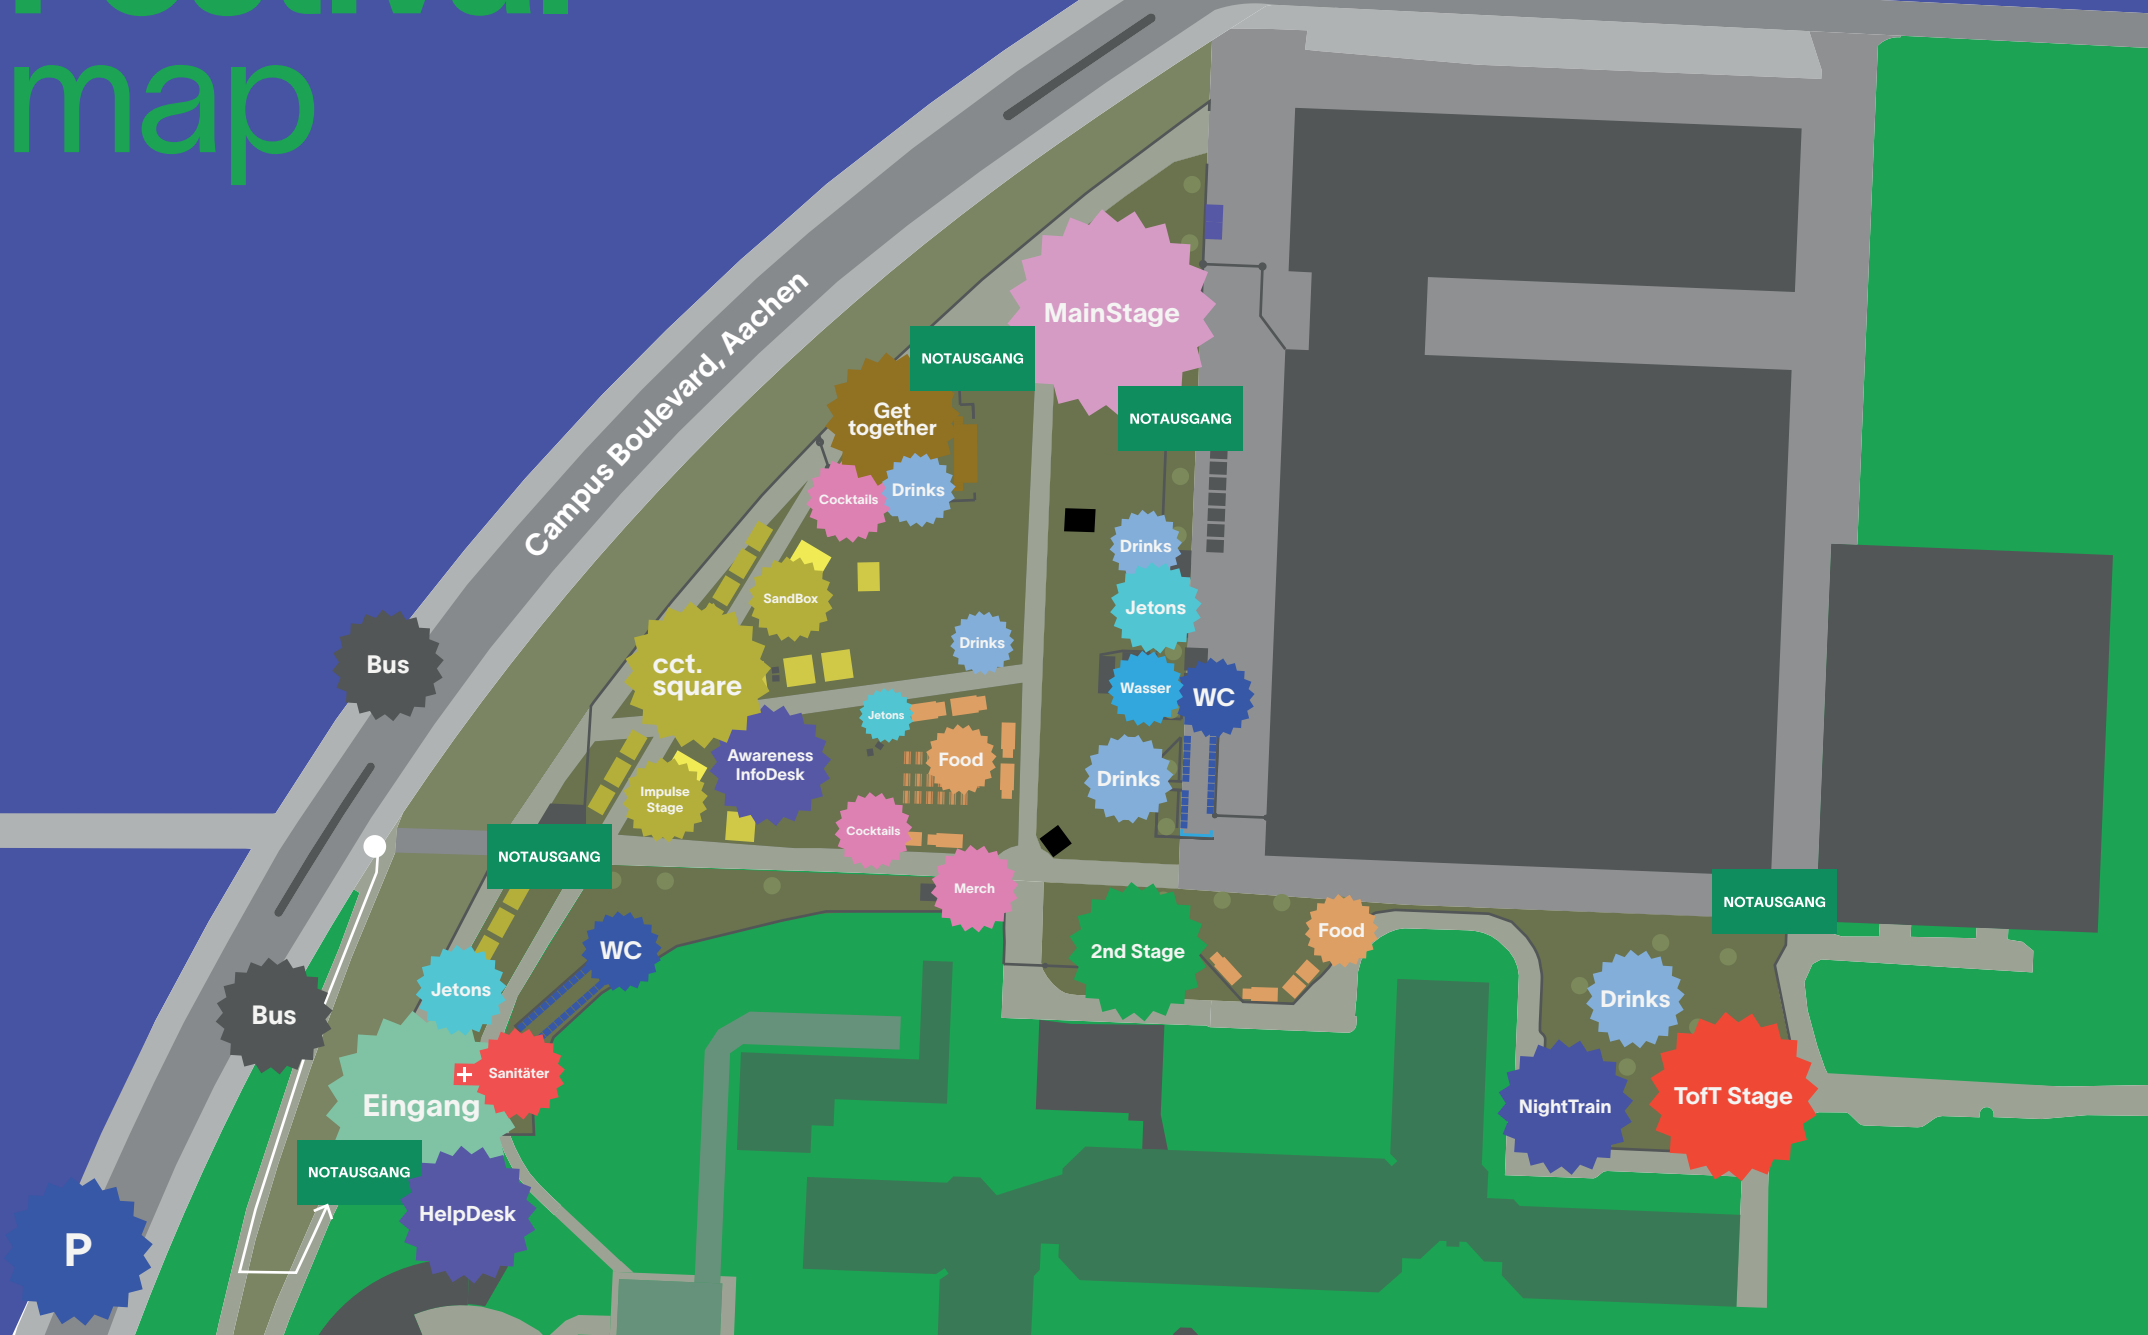 Festival
map
Campus Boulevard, Aachen
MainStage
NOTAUSGANG
Get
together
NOTAUSGANG
Cocktails
Drinks
Drinks
SandBox
Jetons
Drinks
Bus
cct.
square
Wasser
WC
Jetons
Awareness
InfoDesk
Food
Drinks
Impulse
Stage
Cocktails
NOTAUSGANG
Merch
NOTAUSGANG
WC
2nd Stage
Food
Jetons
Drinks
Bus
Sanitäter
Eingang
NightTrain
TofT Stage
NOTAUSGANG
HelpDesk
P